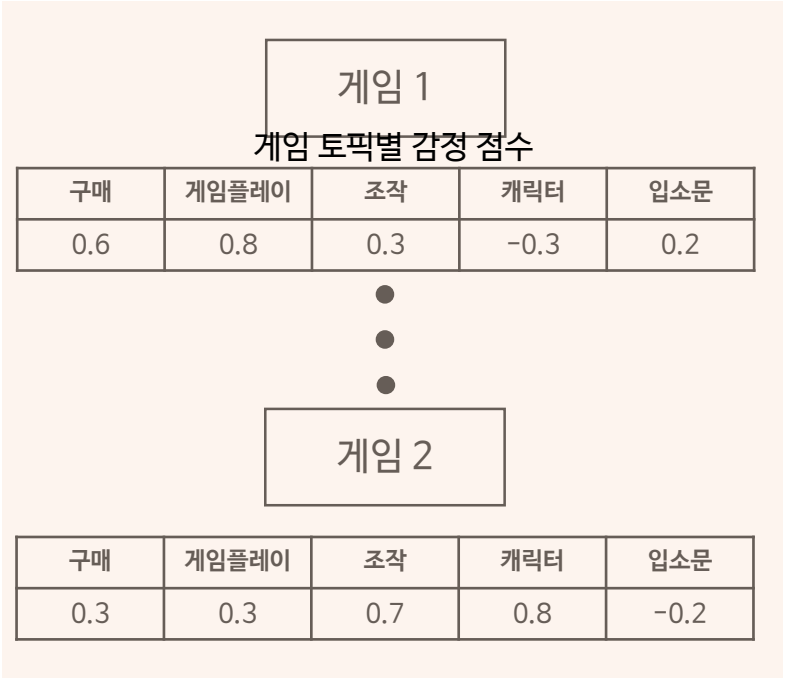 게임 1
게임 토픽별 감정 점수
구매 게임플레이 조작 캐릭터 입소문
0.6 0.8 0.3 -0.3 0.2
게임 2
구매 게임플레이 조작 캐릭터 입소문
0.3 0.3 0.7 0.8 -0.2